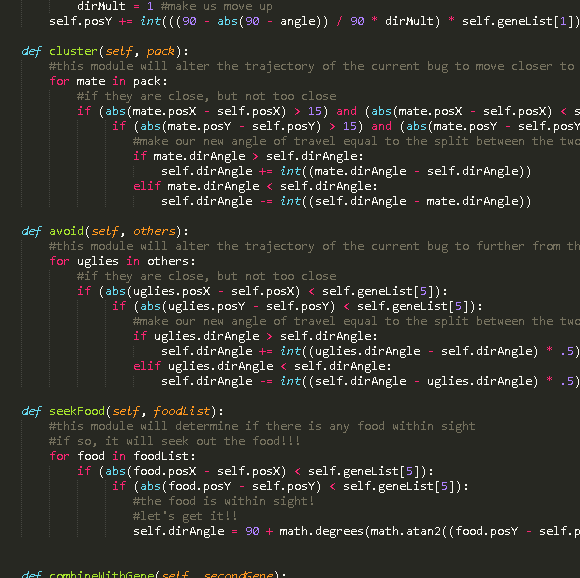 dirMult = 1 #make us move up
self.posY += int(((90 - abs(90 - angle)) / 90 * dirMult) * self.geneList[1])
def cluster(self, pack):
#this module will alter the trajectory of the current bug to move closer to
for mate in pack:
#if they are close, but not too close
if (abs(mate.posX - self.posX) > 15) and (abs(mate.posX - self.posX) < s
if (abs(mate.posY - self.posY) > 15) and (abs(mate.posY - self.posY
#make our new angle of travel equal to the split between the two
if mate.dirAngle > self.dirAngle:
self.dirAngle += int((mate.dirAngle - self.dirAngle))
elif mate.dirAngle < self.dirAngle:
self.dirAngle -= int((self.dirAngle - mate.dirAngle))
def avoid(self, others):
#this module will alter the trajectory of the current bug to further from th
for uglies in others:
#if they are close, but not too close
if (abs(uglies.posX - self.posX) < self.geneList[5]):
if (abs(uglies.posY - self.posY) < self.geneList[5]):
#make our new angle of travel equal to the split between the two
if uglies.dirAngle > self.dirAngle:
self.dirAngle += int((uglies.dirAngle - self.dirAngle) * .5)
elif uglies.dirAngle < self.dirAngle:
self.dirAngle -= int((self.dirAngle - uglies.dirAngle) * .5)
def seekFood(self, foodList):
#this module will determine if there is any food within sight
#if so, it will seek out the food!!!
for food in foodList:
if (abs(food.posX - self.posX) < self.geneList[5]):
if (abs(food.posY - self.posY) < self.geneList[5]):
#the food is within sight!
#let's get it!!
self.dirAngle = 90 + math.degrees(math.atan2((food.posY - self.p
def combineWithGene(self, secondGene):